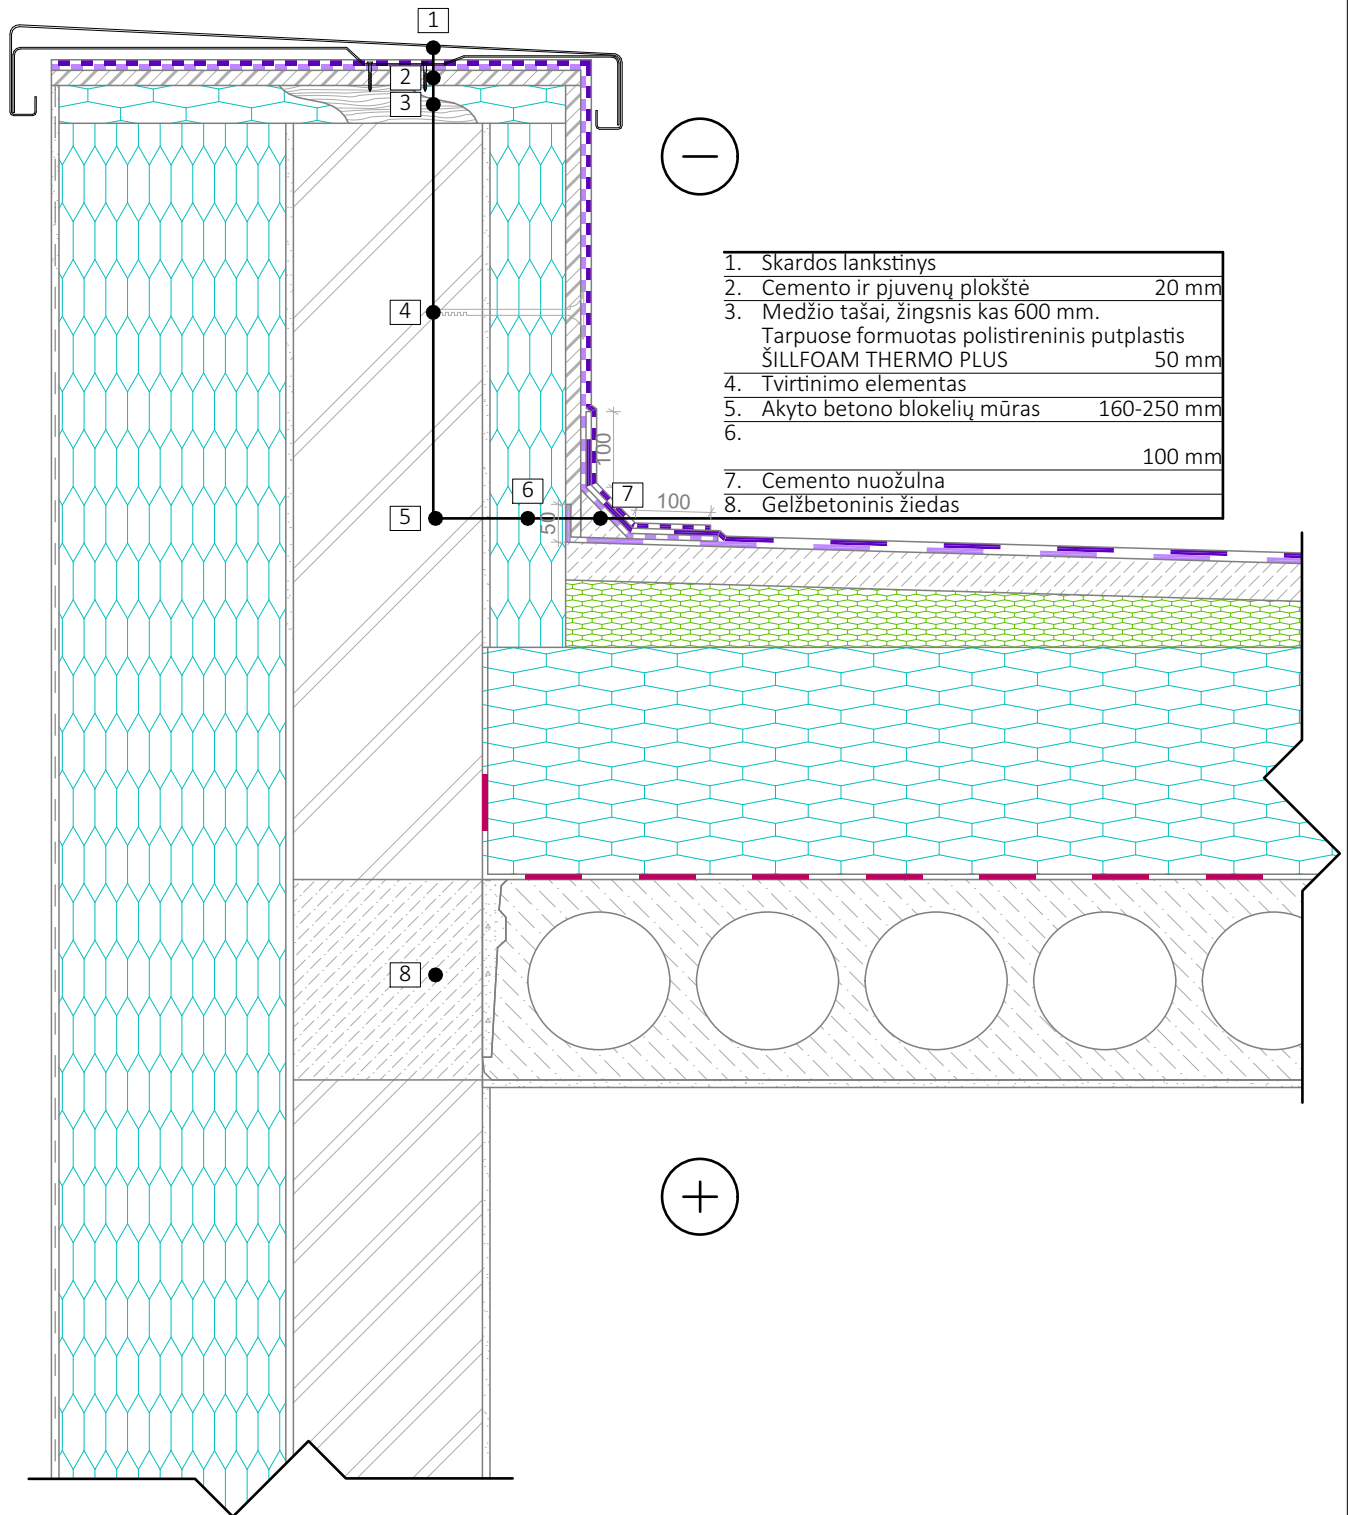 1
2
3
4
5
6
7
8
100
100
50
1. Skardos lankstinys
2. Cemento ir pjuvenų plokštė 20 mm
3. Medžio tašai, žingsnis kas 600 mm.
Tarpuose formuotas polistireninis putplastis
ŠILLFOAM THERMO PLUS 50 mm
4. Tvirtinimo elementas
5. Akyto betono blokelių mūras 160-250 mm
6.
100 mm
7. Cemento nuožulna
8. Gelžbetoninis žiedas